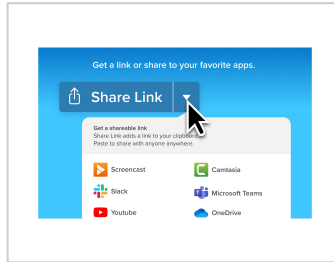 Get a link or share to your favorite apps.
Share Link
Get a shareable link
Share Link adds a link to your clipboard.
Paste to share with anyone anywhere.
Screencast
Camtasia
Slack
Microsoft Teams
Youtube
OneDrive